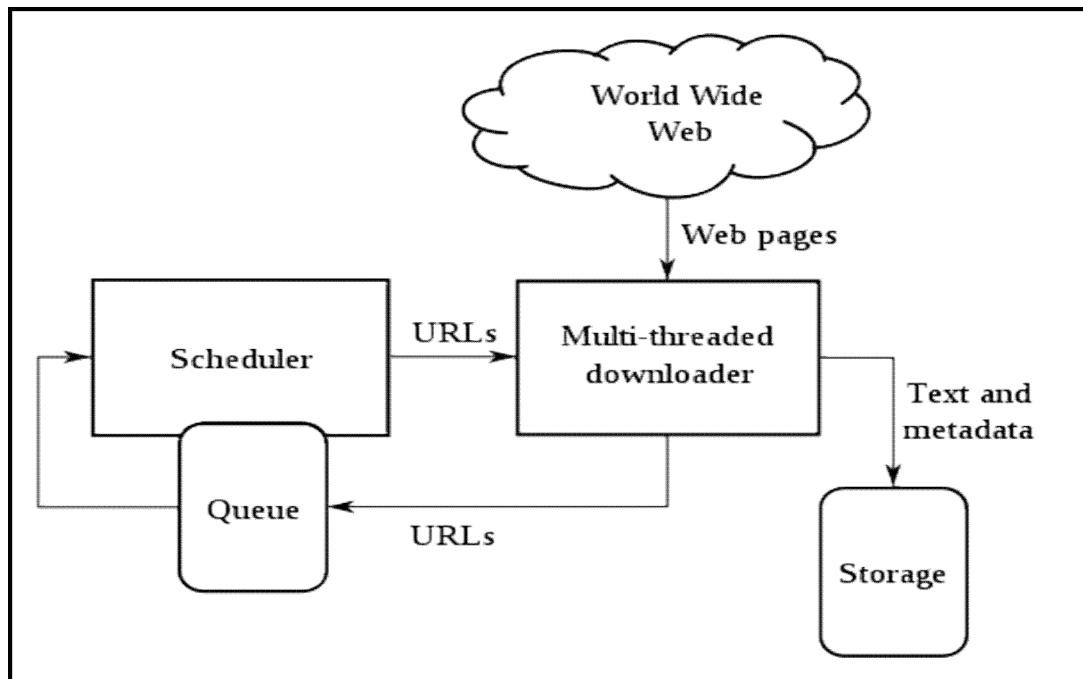 World Wide
Web
Web pages
Scheduler
URLs
Multi-threaded
downloader
Text and
metadata
Queue
URLs
Storage